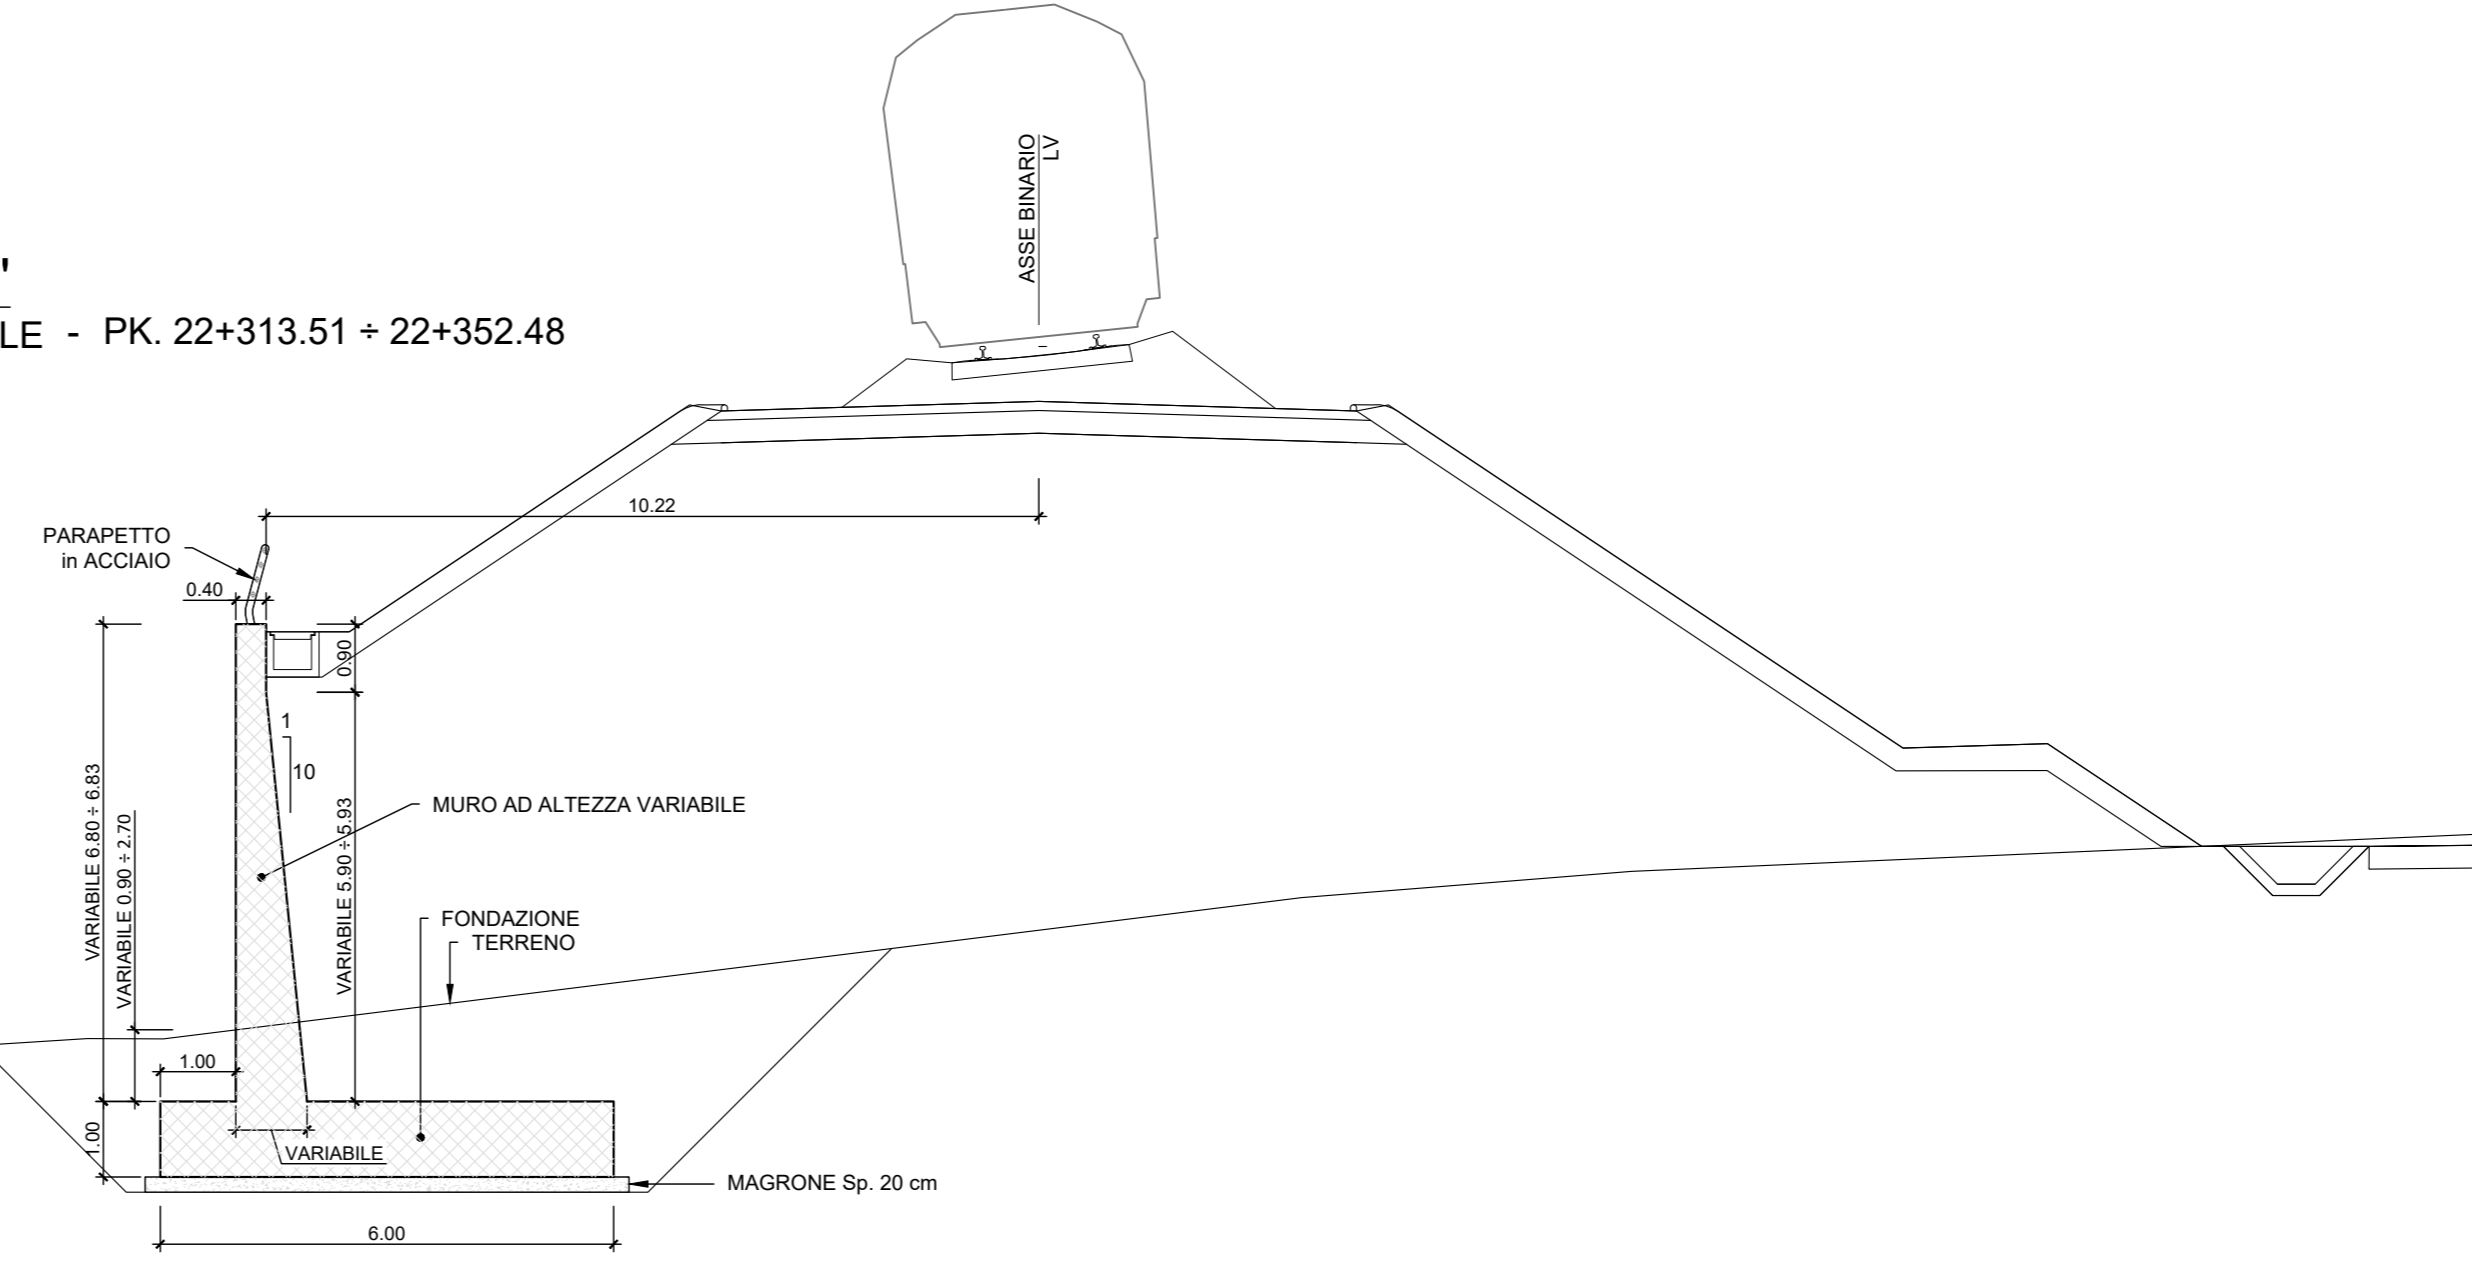 ASSE BINARIO
LV
'
LE - PK. 22+313.51 ÷ 22+352.48
10.22
PARAPETTO
in ACCIAIO
0.40
0.90
1
10
VARIABILE 6.80 ÷ 6.83
VARIABILE 0.90 ÷ 2.70
VARIABILE 5.90 ÷ 5.93
MURO AD ALTEZZA VARIABILE
FONDAZIONE
TERRENO
1.00
1.00
VARIABILE
MAGRONE Sp. 20 cm
6.00